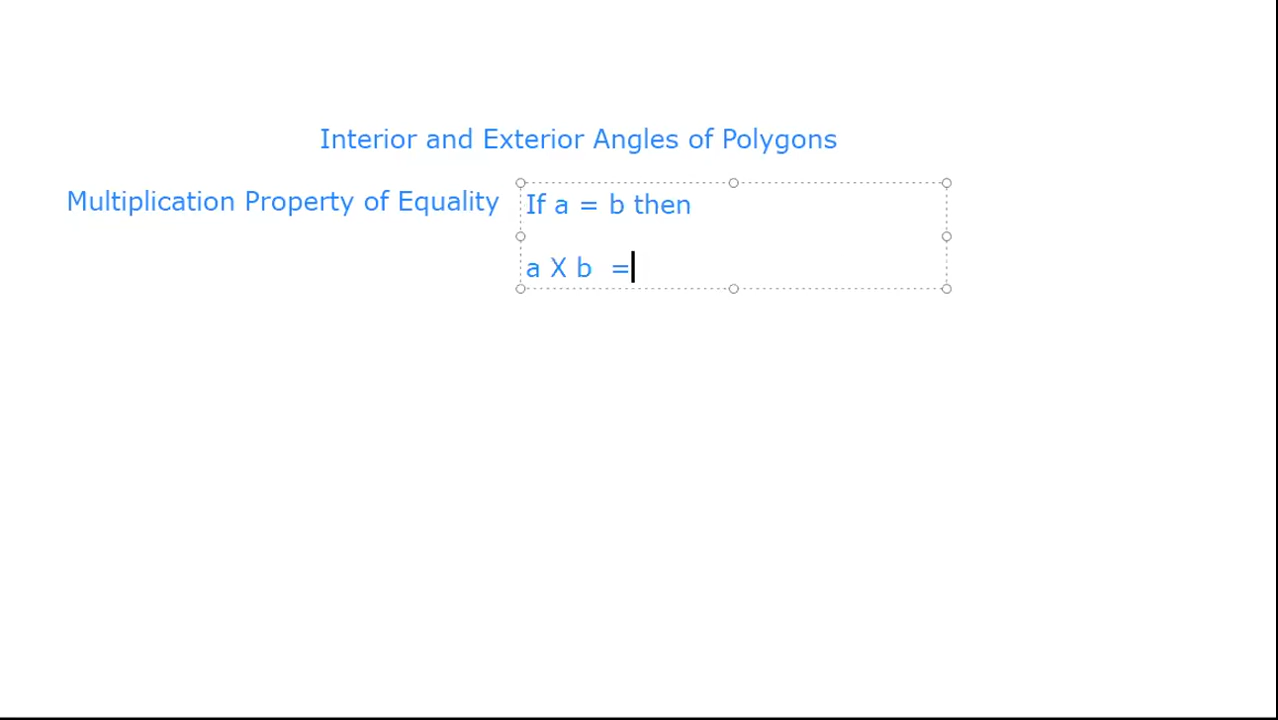 Interior and Exterior Angles of Polygons
Multiplication Property of Equality
If a = b then
a X b =